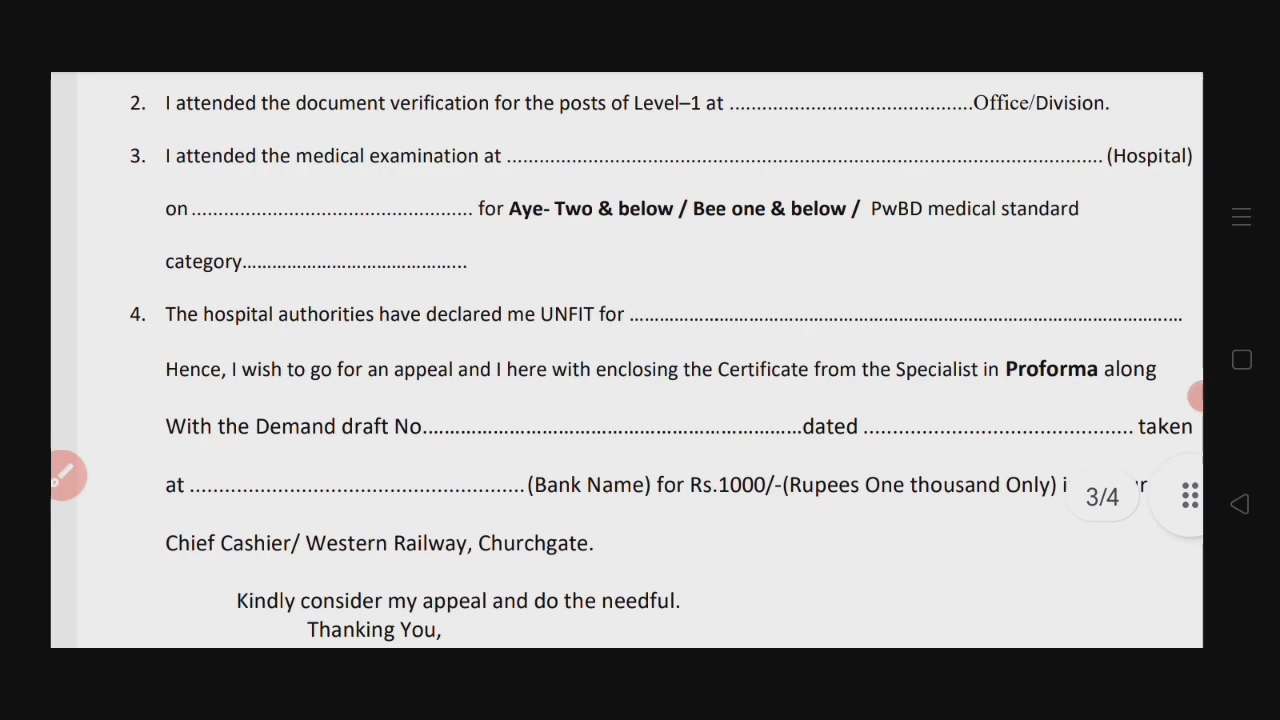 2. I attended the document verification for the posts of Level–1 at ..........................................Office/Division.
3. I attended the medical examination at ........................................................................................................ (Hospital)
on ................................................ for Aye- Two & below / Bee one & below / PwBD medical standard
category.......................................
4. The hospital authorities have declared me UNFIT for ................................................................................................
Hence, I wish to go for an appeal and I here with enclosing the Certificate from the Specialist in Proforma along
With the Demand draft No................................................................dated .............................................. taken
at ......................................................... (Bank Name) for Rs.1000/-(Rupees One thousand Only)
3/4
Chief Cashier/ Western Railway, Churchgate.
Kindly consider my appeal and do the needful.
Thanking You,